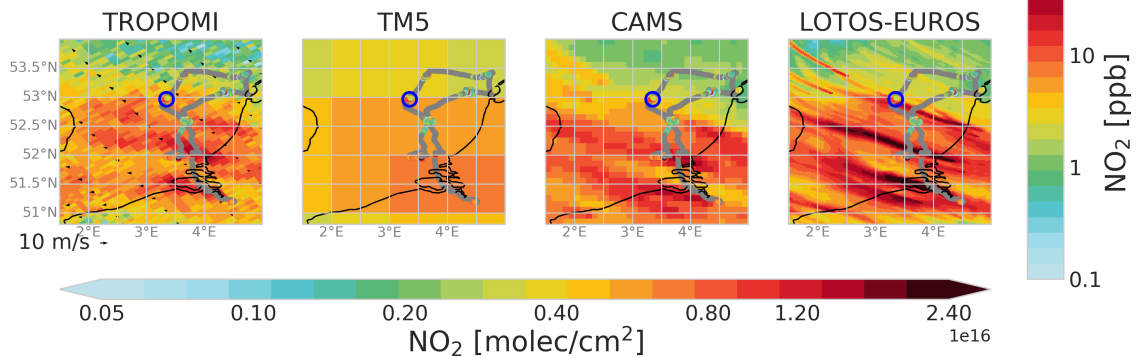 TROPOMI TM5 CAMS LOTOS-EUROS
53.5°N
53°N
52.5°N
52°N
51.5°N
51°N
2°E 3°E 4°E 2°E 3°E 4°E 2°E 3°E 4°E 2°E 3°E 4°E
10 m/s
10
1
0.1
NO2 [ppb]
0.05 0.10 0.20 0.40 0.80 1.20 2.40
1e16
NO2 [molec/cm2]